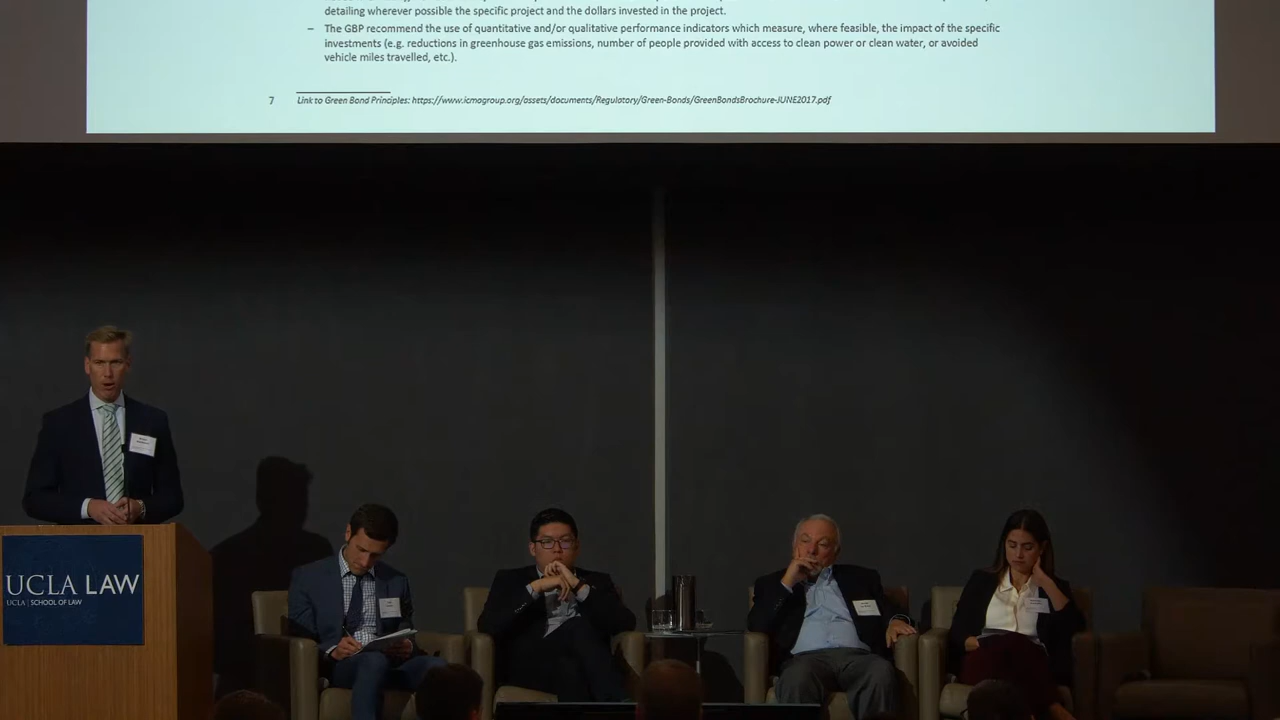 detailing wherever possible the specific project and the dollars invested in the project.
– The GBP recommend the use of quantitative and/or qualitative performance indicators which measure, where feasible, the impact of the specific
investments (e.g. reductions in greenhouse gas emissions, number of people provided with access to clean power or clean water, or avoided
vehicle miles travelled, etc.).
7 Link to Green Bond Principles: https://www.icmagroup.org/assets/documents/Regulatory/Green-Bonds/GreenBondsBrochure-JUNE2017.pdf
UCLA LAW
UCLA | SCHOOL OF LAW